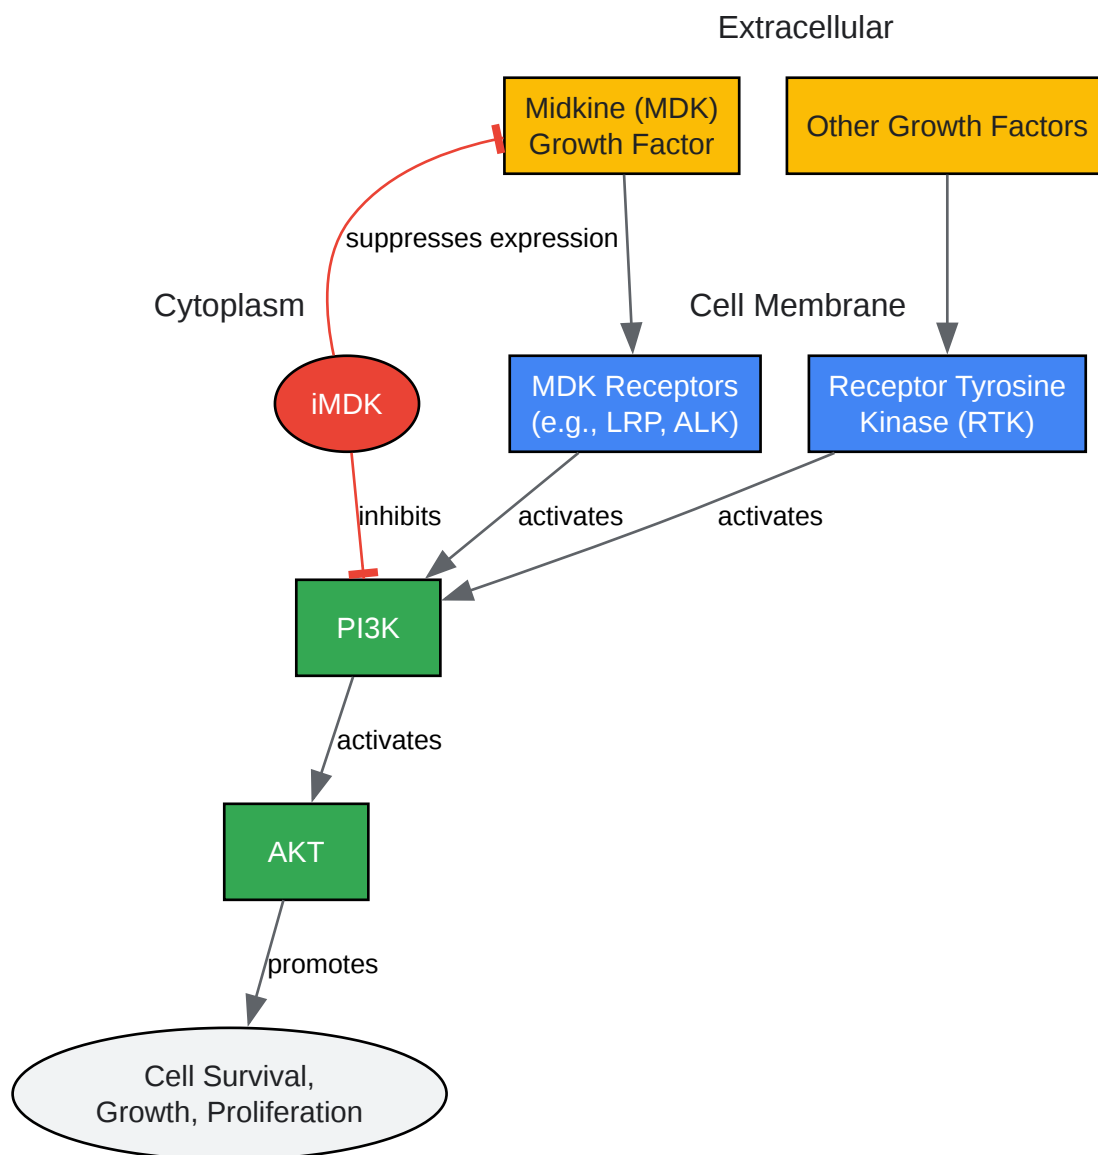 Extracellular
Midkine (MDK)
Growth Factor
Other Growth Factors
suppresses expression
Cytoplasm
Cell Membrane
iMDK
MDK Receptors
(e.g., LRP, ALK)
Receptor Tyrosine
Kinase (RTK)
inhibits
activates
activates
PI3K
activates
AKT
promotes
Cell Survival,
Growth, Proliferation